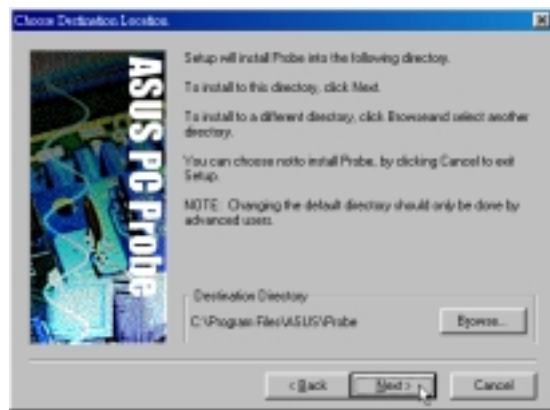 Choose Destination Location
ASUS PC Probe
Setup will install Probe into the following directory.
To install to this directory, click Next.
To install to a different directory, click Browseand select another
directory.
You can choose notto install Probe, by clicking Cancel to exit
Setup.
NOTE: Changing the default directory should only be done by
advanced users.
Destination Directory
C:\Program Files\ASUS\Probe
Browse...
< Back
Next >
Cancel